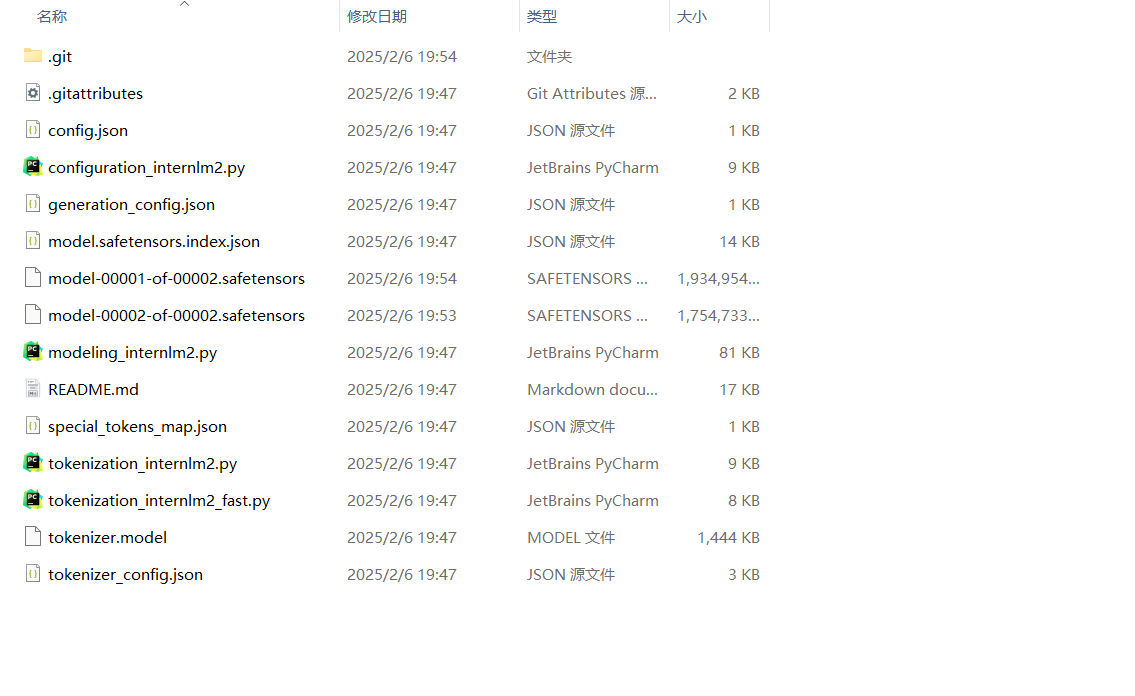 名称 修改日期 类型 大小
.git 2025/2/6 19:54 文件夹
.gitattributes 2025/2/6 19:47 Git Attributes 源... 2 KB
config.json 2025/2/6 19:47 JSON 源文件 1 KB
configuration_internlm2.py 2025/2/6 19:47 JetBrains PyCharm 9 KB
generation_config.json 2025/2/6 19:47 JSON 源文件 1 KB
model.safetensors.index.json 2025/2/6 19:47 JSON 源文件 14 KB
model-00001-of-00002.safetensors 2025/2/6 19:54 SAFETENSORS ... 1,934,954...
model-00002-of-00002.safetensors 2025/2/6 19:53 SAFETENSORS ... 1,754,733...
modeling_internlm2.py 2025/2/6 19:47 JetBrains PyCharm 81 KB
README.md 2025/2/6 19:47 Markdown docu... 17 KB
special_tokens_map.json 2025/2/6 19:47 JSON 源文件 1 KB
tokenization_internlm2.py 2025/2/6 19:47 JetBrains PyCharm 9 KB
tokenization_internlm2_fast.py 2025/2/6 19:47 JetBrains PyCharm 8 KB
tokenizer.model 2025/2/6 19:47 MODEL 文件 1,444 KB
tokenizer_config.json 2025/2/6 19:47 JSON 源文件 3 KB